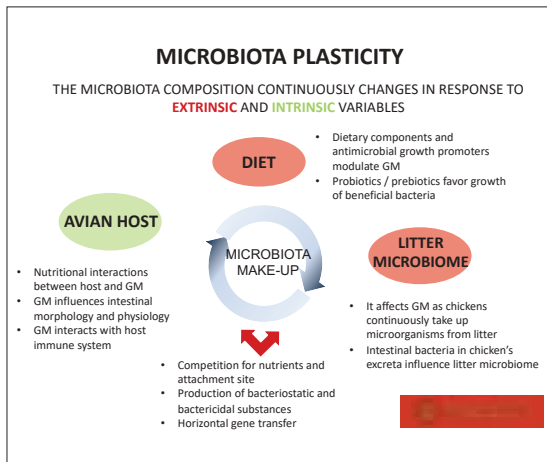 MICROBIOTA PLASTICITY
THE MICROBIOTA COMPOSITION CONTINUOUSLY CHANGES IN RESPONSE TO
EXTRINSIC AND INTRINSIC VARIABLES
DIET
• Dietary components and
antimicrobial growth promoters
modulate GM
• Probiotics / prebiotics favor growth
of beneficial bacteria
AVIAN HOST
• Nutritional interactions
between host and GM
• GM influences intestinal
morphology and physiology
• GM interacts with host
immune system
MICROBIOTA
MAKE-UP
LITTER
MICROBIOME
• It affects GM as chickens
continuously take up
microorganisms from litter
• Intestinal bacteria in chicken's
excreta influence litter microbiome
• Competition for nutrients and
attachment site
• Production of bacteriostatic and
bactericidal substances
• Horizontal gene transfer